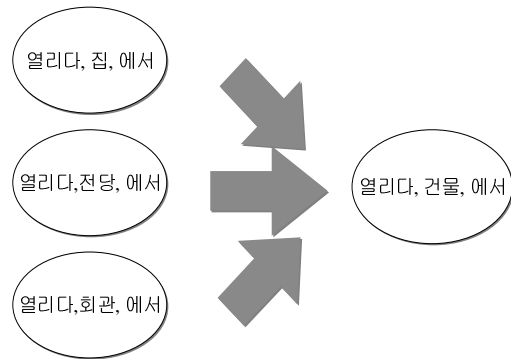 열리다, 집, 에서
열리다,전당, 에서
열리다,회관, 에서
열리다, 건물, 에서